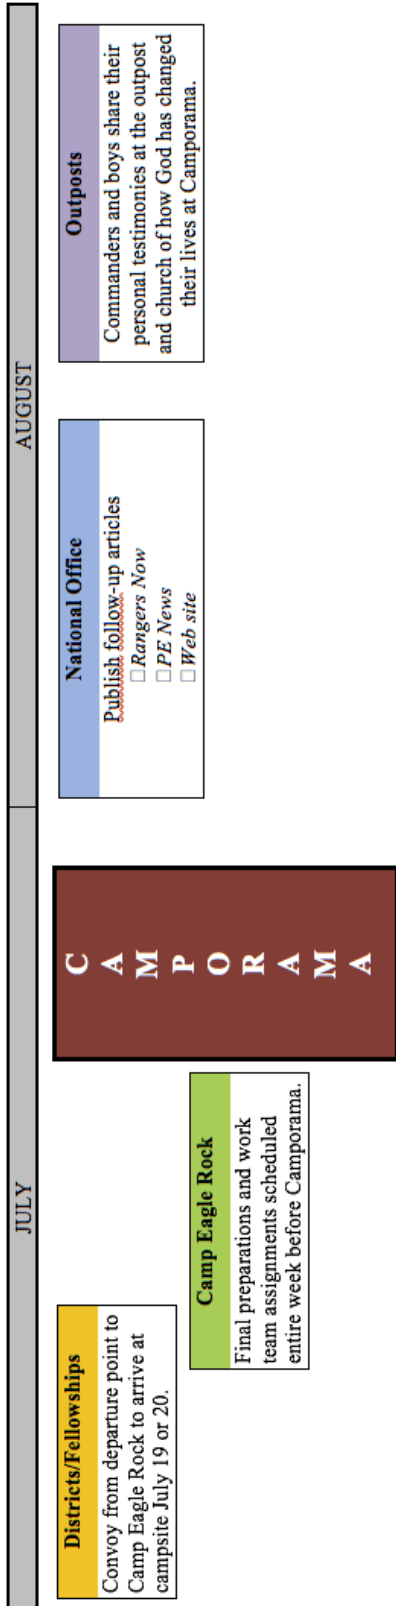 JULY
AUGUST
Districts/Fellowships
Convoy from departure point to
Camp Eagle Rock to arrive at
campsite July 19 or 20.
Camp Eagle Rock
Final preparations and work
team assignments scheduled
entire week before Camporama.
C
A
M
P
O
R
A
M
A
National Office
Publish follow-up articles
□ Rangers Now
□ PE News
□ Web site
Outposts
Commanders and boys share their
personal testimonies at the outpost
and church of how God has changed
their lives at Camporama.